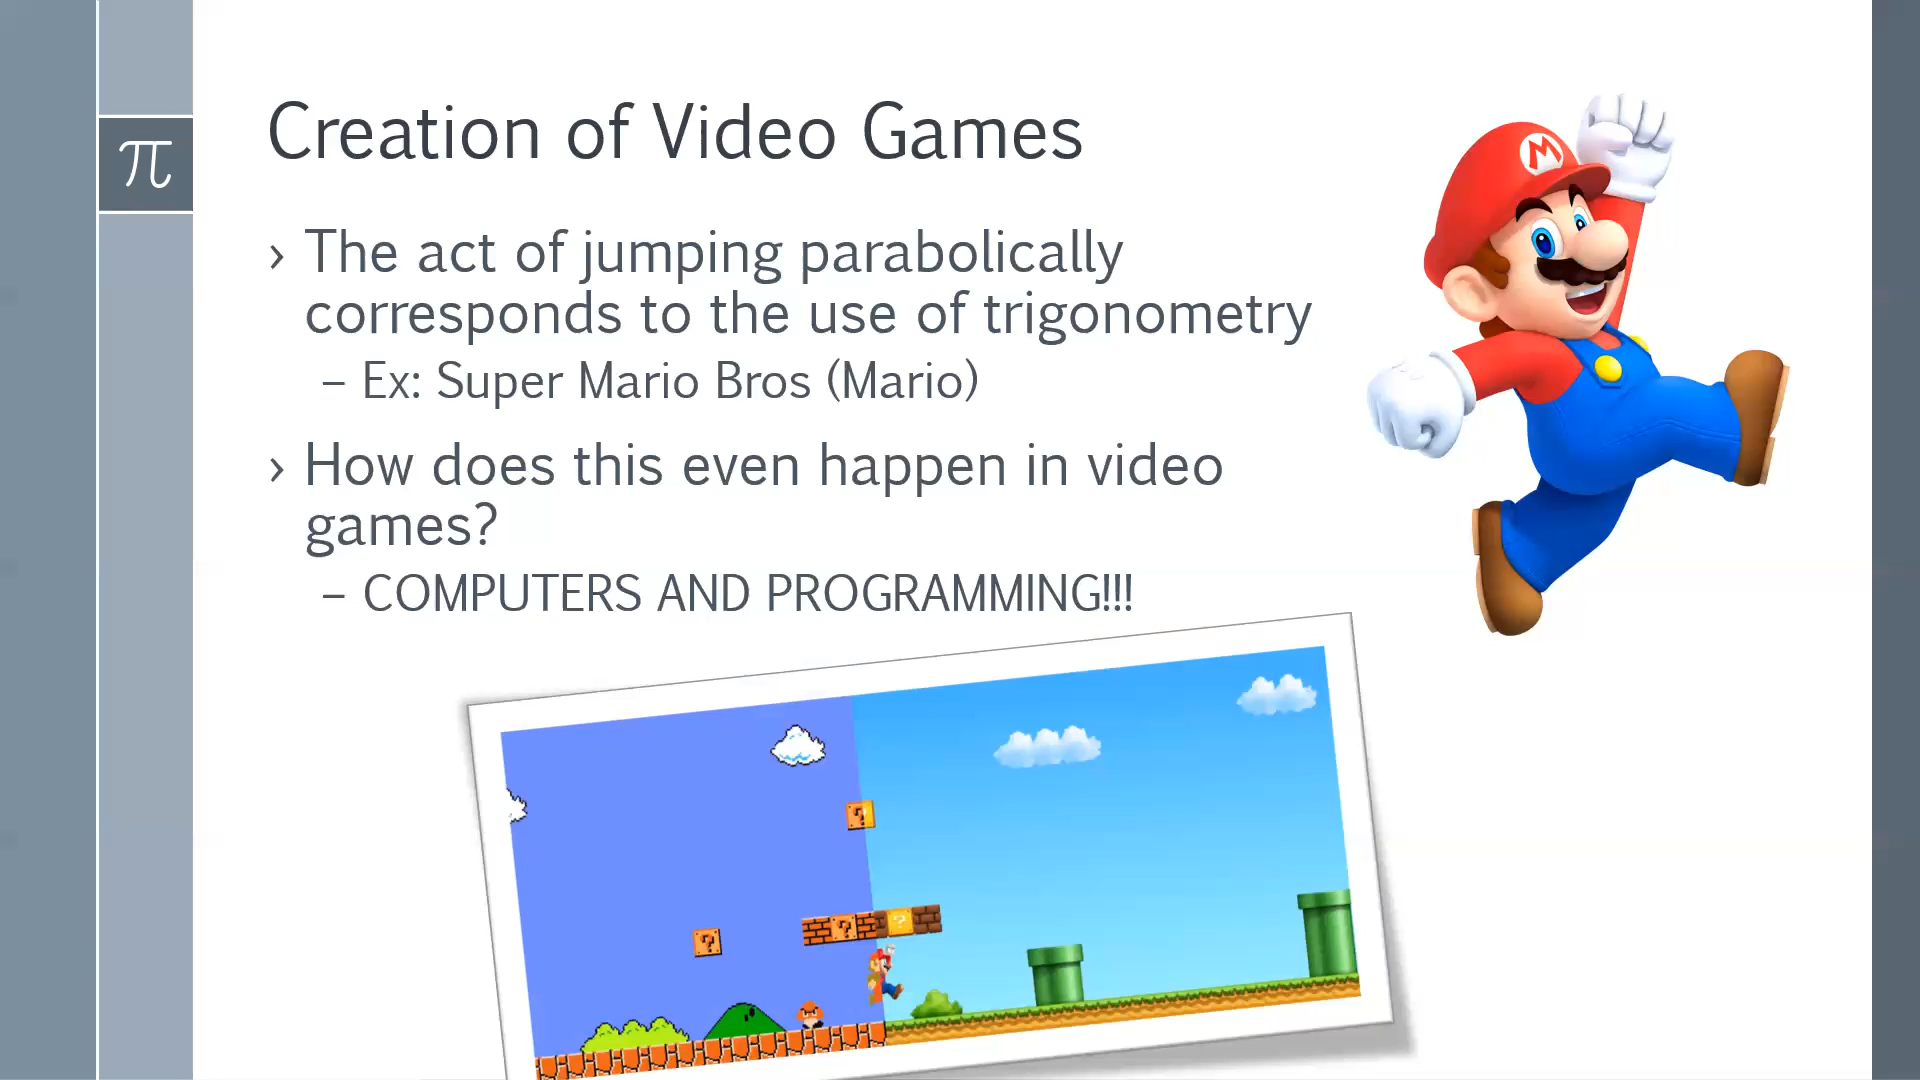 π
Creation of Video Games
› The act of jumping parabolically
corresponds to the use of trigonometry
– Ex: Super Mario Bros (Mario)
› How does this even happen in video
games?
– COMPUTERS AND PROGRAMMING!!!
M
?
?
? ?